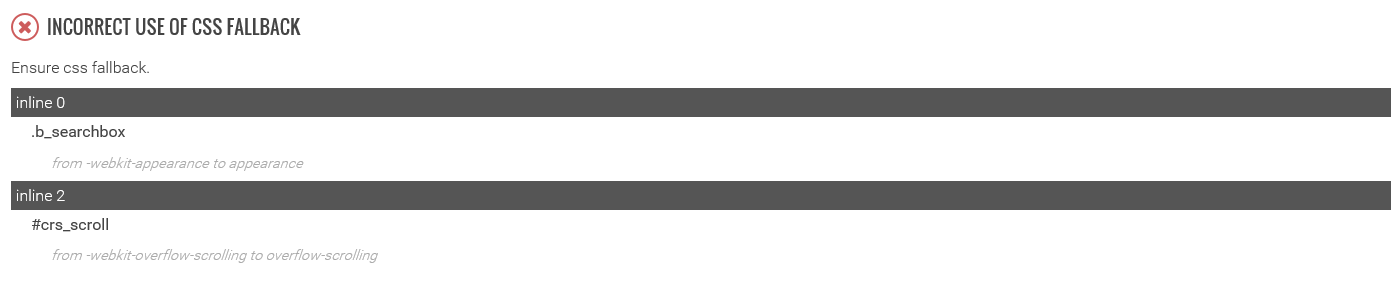 INCORRECT USE OF CSS FALLBACK
Ensure css fallback.
inline 0
.b_searchbox
from -webkit-appearance to appearance
inline 2
#crs_scroll
from -webkit-overflow-scrolling to overflow-scrolling